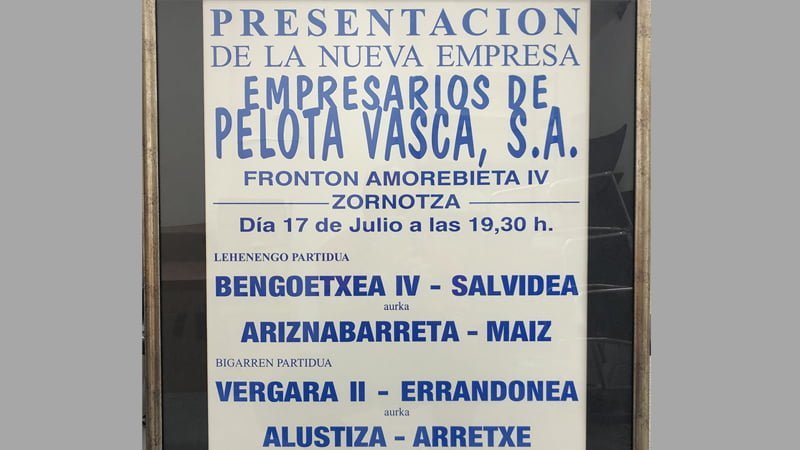 PRESENTACION
DE LA NUEVA EMPRESA
EMPRESARIOS DE
PELOTA VASCA, S.A.
FRONTON AMOREBIETA IV
ZORNOTZA
Día 17 de Julio a las 19,30 h.
LEHENENGO PARTIDUA
BENGOETXEA IV - SALVIDEA
aurka
ARIZNABARRETA - MAIZ
BIGARREN PARTIDUA
VERGARA II - ERRANDONEA
aurka
ALUSTIZA - ARRETXE